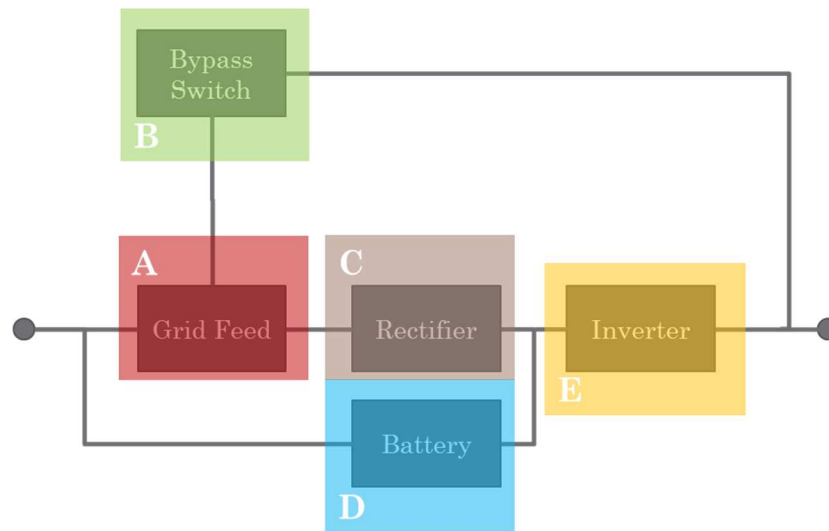 Bypass
Switch
B
A
Grid Feed
C
Rectifier
Inverter
E
Battery
D